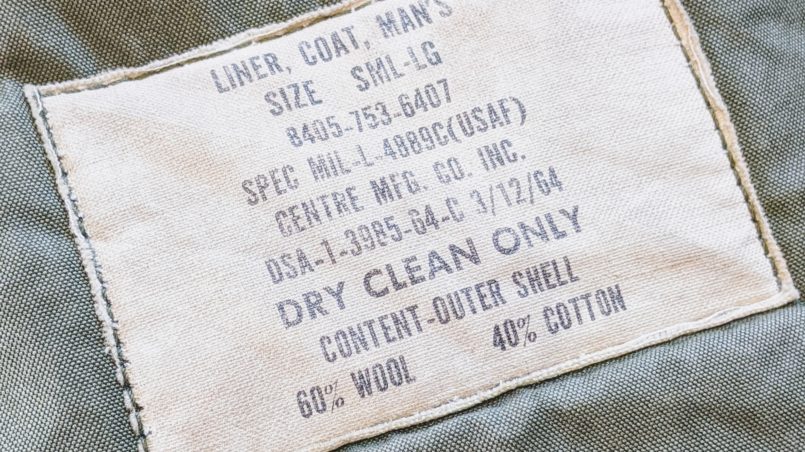 LINER, COAT, MAN'S
SIZE SML-LG
8405-753-6407
SPEC MIL-L-4889C(USAF)
CENTRE MFG. CO. INC.
DSA-1-3985-64-C 3/12/64
DRY CLEAN ONLY
CONTENT-OUTER SHELL
60% WOOL 40% COTTON